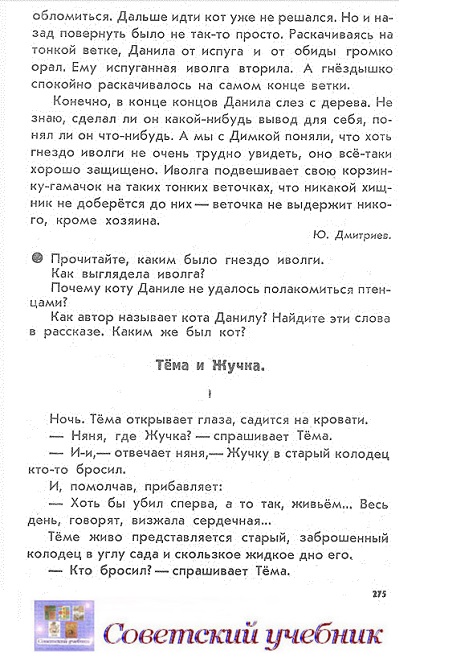 обломиться. Дальше идти кот уже не решался. Но и на-
зад повернуть было не так-то просто. Раскачиваясь на
тонкой ветке, Данила от испуга и от обиды громко
орал. Ему испуганная иволга вторила. А гнёздышко
спокойно раскачивалось на самом конце ветки.
Конечно, в конце концов Данила слез с дерева. Не
знаю, сделал ли он какой-нибудь вывод для себя, по-
нял ли он что-нибудь. А мы с Димкой поняли, что хоть
гнездо иволги не очень трудно увидеть, оно всё-таки
хорошо защищено. Иволга подвешивает свою корзин-
ку-гамачок на таких тонких веточках, что никакой хищ-
ник не доберётся до них — веточка не выдержит нико-
го, кроме хозяина.
Ю. Дмитриев.
Прочитайте, каким было гнездо иволги.
Как выглядела иволга?
Почему коту Даниле не удалось полакомиться птен-
цами?
Как автор называет кота Данилу? Найдите эти слова
в рассказе. Каким же был кот?
Тёма и Жучка.
I
Ночь. Тёма открывает глаза, садится на кровати.
— Няня, где Жучка? — спрашивает Тёма.
— И-и,— отвечает няня,— Жучку в старый колодец
кто-то бросил.
И, помолчав, прибавляет:
— Хоть бы убил сперва, а то так, живьём... Весь
день, говорят, визжала сердечная...
Тёме живо представляется старый, заброшенный
колодец в углу сада и скользкое жидкое дно его.
— Кто бросил? — спрашивает Тёма.
275
Советский учебник